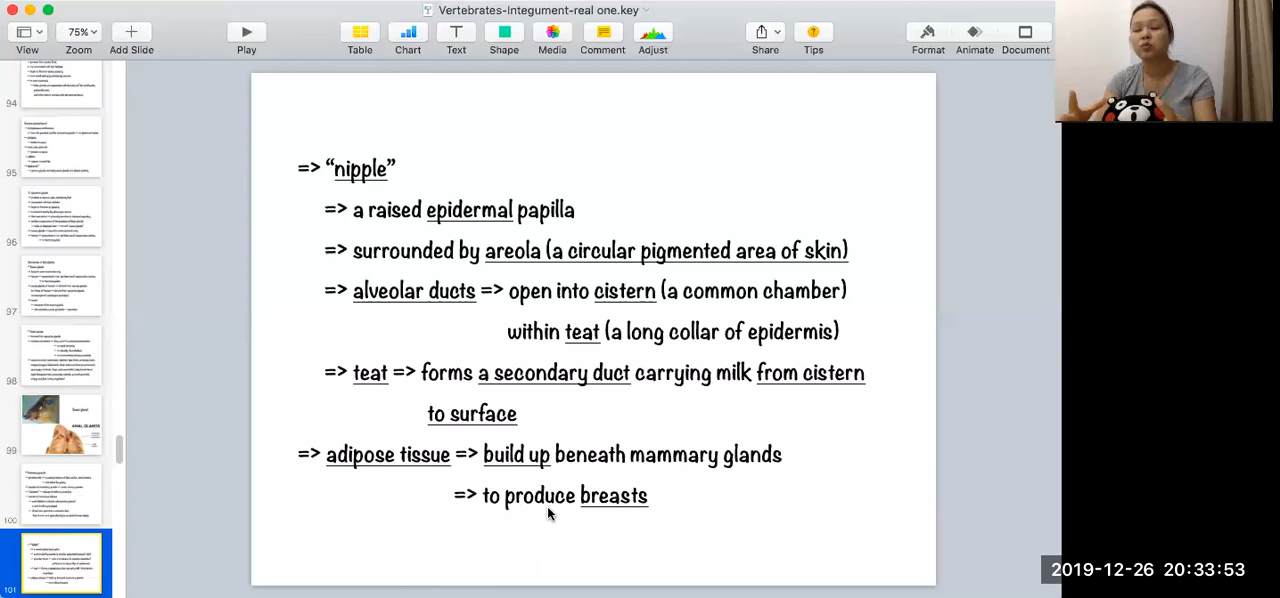 Vertebrates-Integument-real one.key
75%
View
Zoom
Add Slide
Play
Table
Chart
Text
Shape
Media
Comment
Adjust
Share
Tips
Format
Animate
Document
94
95
96
97
98
99
100
101
=> “nipple”
=> a raised epidermal papilla
=> surrounded by areola (a circular pigmented area of skin)
=> alveolar ducts => open into cistern (a common chamber)
within teat (a long collar of epidermis)
=> teat => forms a secondary duct carrying milk from cistern
to surface
=> adipose tissue => build up beneath mammary glands
=> to produce breasts
2019-12-26 20:33:53